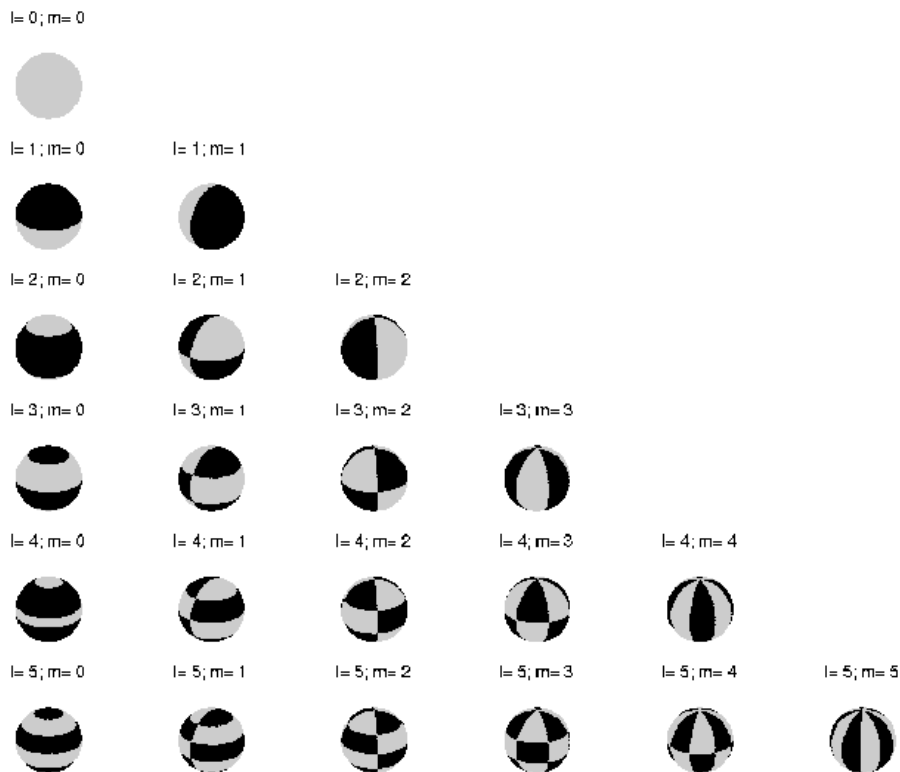 l= 0; m= 0
l= 1; m= 0 l= 1; m= 1
l= 2; m= 0 l= 2; m= 1 l= 2; m= 2
l= 3; m= 0 l= 3; m= 1 l= 3; m= 2 l= 3; m= 3
l= 4; m= 0 l= 4; m= 1 l= 4; m= 2 l= 4; m= 3 l= 4; m= 4
l= 5; m= 0 l= 5; m= 1 l= 5; m= 2 l= 5; m= 3 l= 5; m= 4 l= 5; m= 5